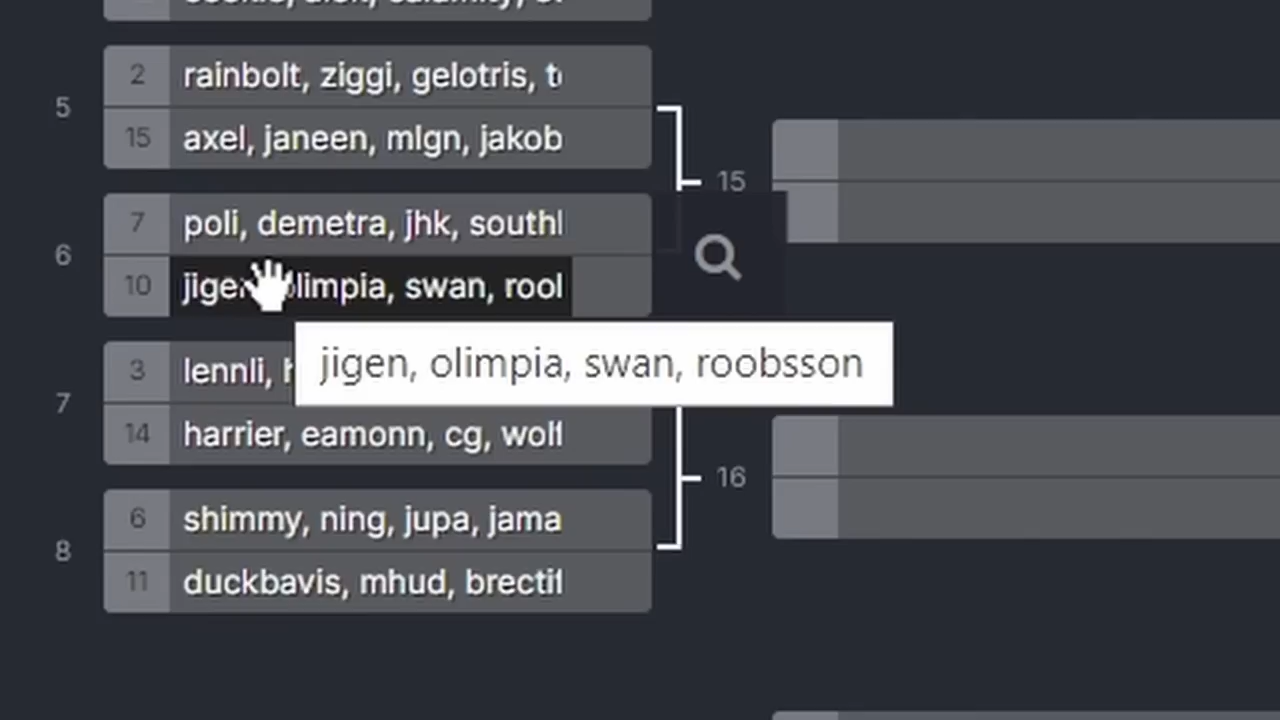 2 rainbolt, ziggi, gelotris, t
5
15 axel, janeen, mlgn, jakob
15
7 poli, demetra, jhk, south
6
10 jigen, olimpia, swan, rool
jigen, olimpia, swan, roobsson
3 lennli,
7
14 harrier, eamonn, cg, wolf
16
6 shimmy, ning, jupa, jama
8
11 duckbavis, mhud, brectif